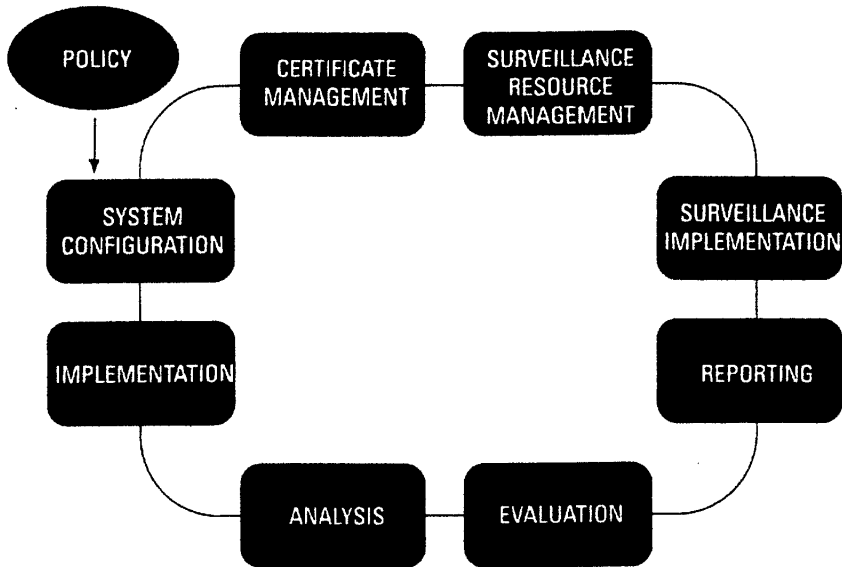 POLICY
CERTIFICATE
MANAGEMENT
SURVEILLANCE
RESOURCE
MANAGEMENT
SYSTEM
CONFIGURATION
SURVEILLANCE
IMPLEMENTATION
IMPLEMENTATION
REPORTING
ANALYSIS
EVALUATION